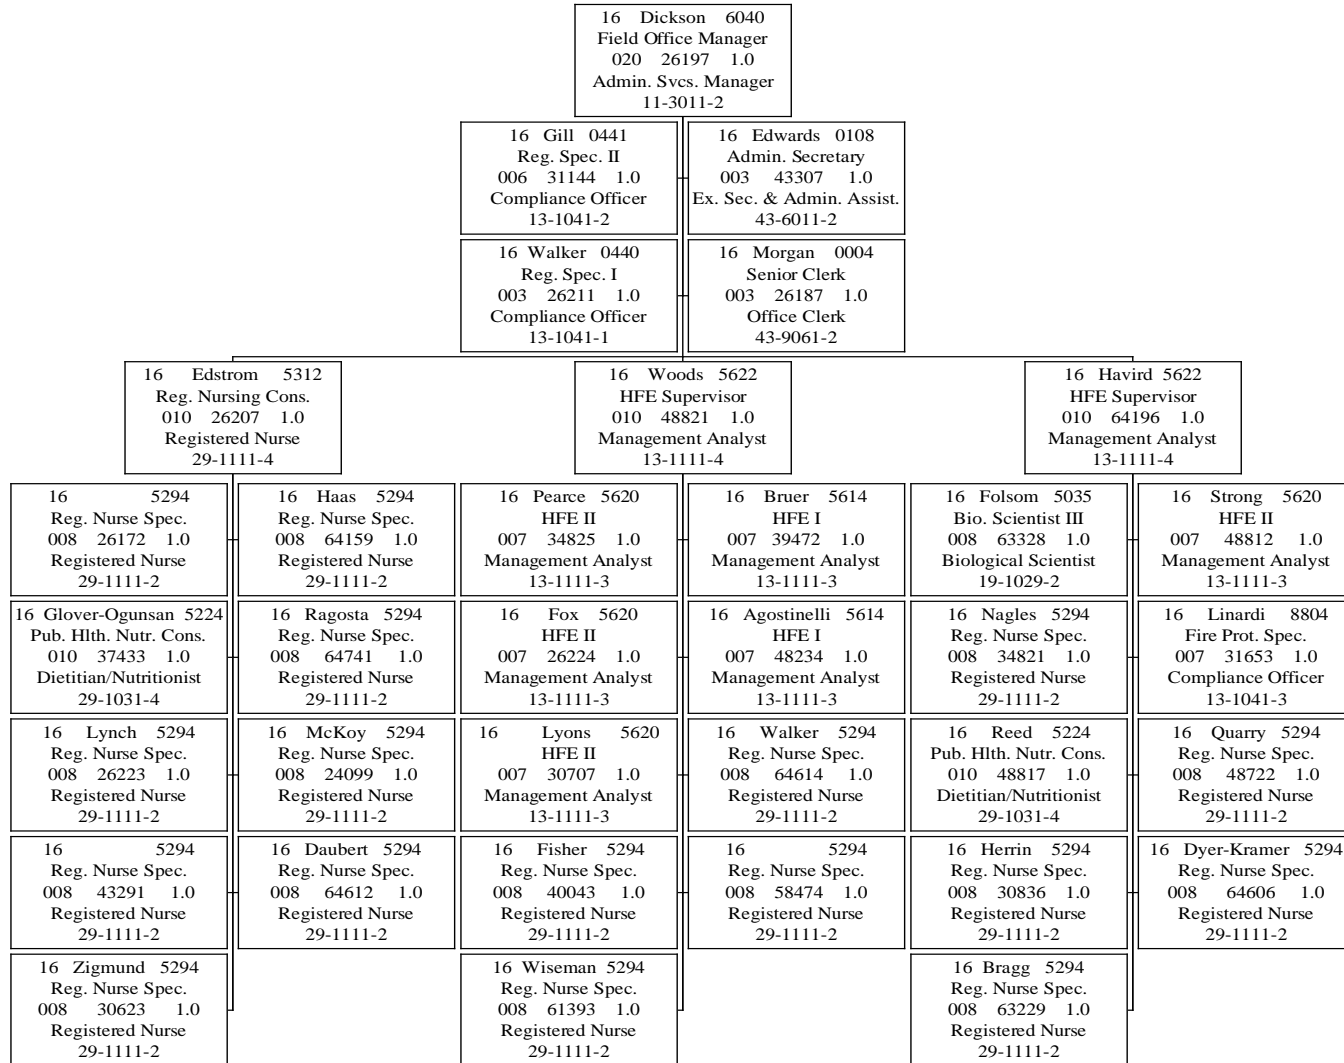 16 Dickson 6040
Field Office Manager
020 26197 1.0
Admin. Svcs. Manager
11-3011-2
16 Gill 0441
Reg. Spec. II
006 31144 1.0
Compliance Officer
13-1041-2
16 Edwards 0108
Admin. Secretary
003 43307 1.0
Ex. Sec. & Admin. Assist.
43-6011-2
16 Walker 0440
Reg. Spec. I
003 26211 1.0
Compliance Officer
13-1041-1
16 Morgan 0004
Senior Clerk
003 26187 1.0
Office Clerk
43-9061-2
16 Edstrom 5312
Reg. Nursing Cons.
010 26207 1.0
Registered Nurse
29-1111-4
16 Woods 5622
HFE Supervisor
010 48821 1.0
Management Analyst
13-1111-4
16 Havird 5622
HFE Supervisor
010 64196 1.0
Management Analyst
13-1111-4
16 5294
Reg. Nurse Spec.
008 26172 1.0
Registered Nurse
29-1111-2
16 Haas 5294
Reg. Nurse Spec.
008 64159 1.0
Registered Nurse
29-1111-2
16 Pearce 5620
HFE II
007 34825 1.0
Management Analyst
13-1111-3
16 Bruer 5614
HFE I
007 39472 1.0
Management Analyst
13-1111-3
16 Folsom 5035
Bio. Scientist III
008 63328 1.0
Biological Scientist
19-1029-2
16 Strong 5620
HFE II
007 48812 1.0
Management Analyst
13-1111-3
16 Glover-Ogunsan 5224
Pub. Hlth. Nutr. Cons.
010 37433 1.0
Dietitian/Nutritionist
29-1031-4
16 Ragosta 5294
Reg. Nurse Spec.
008 64741 1.0
Registered Nurse
29-1111-2
16 Fox 5620
HFE II
007 26224 1.0
Management Analyst
13-1111-3
16 Agostinelli 5614
HFE I
007 48234 1.0
Management Analyst
13-1111-3
16 Nagles 5294
Reg. Nurse Spec.
008 34821 1.0
Registered Nurse
29-1111-2
16 Linardi 8804
Fire Prot. Spec.
007 31653 1.0
Compliance Officer
13-1041-3
16 Lynch 5294
Reg. Nurse Spec.
008 26223 1.0
Registered Nurse
29-1111-2
16 McKoy 5294
Reg. Nurse Spec.
008 24099 1.0
Registered Nurse
29-1111-2
16 Lyons 5620
HFE II
007 30707 1.0
Management Analyst
13-1111-3
16 Walker 5294
Reg. Nurse Spec.
008 64614 1.0
Registered Nurse
29-1111-2
16 Reed 5224
Pub. Hlth. Nutr. Cons.
010 48817 1.0
Dietitian/Nutritionist
29-1031-4
16 Quarry 5294
Reg. Nurse Spec.
008 48722 1.0
Registered Nurse
29-1111-2
16 5294
Reg. Nurse Spec.
008 43291 1.0
Registered Nurse
29-1111-2
16 Daubert 5294
Reg. Nurse Spec.
008 64612 1.0
Registered Nurse
29-1111-2
16 Fisher 5294
Reg. Nurse Spec.
008 40043 1.0
Registered Nurse
29-1111-2
16 5294
Reg. Nurse Spec.
008 58474 1.0
Registered Nurse
29-1111-2
16 Herrin 5294
Reg. Nurse Spec.
008 30836 1.0
Registered Nurse
29-1111-2
16 Dyer-Kramer 5294
Reg. Nurse Spec.
008 64606 1.0
Registered Nurse
29-1111-2
16 Zigmund 5294
Reg. Nurse Spec.
008 30623 1.0
Registered Nurse
29-1111-2
16 Wiseman 5294
Reg. Nurse Spec.
008 61393 1.0
Registered Nurse
29-1111-2
16 Bragg 5294
Reg. Nurse Spec.
008 63229 1.0
Registered Nurse
29-1111-2